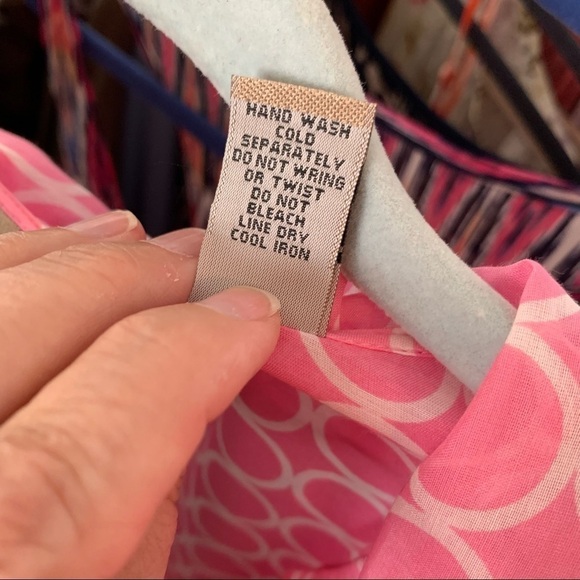 HAND WASH
COLD
SEPARATELY
DO NOT WRING
OR TWIST
DO NOT
BLEACH
LINE DRY
COOL IRON